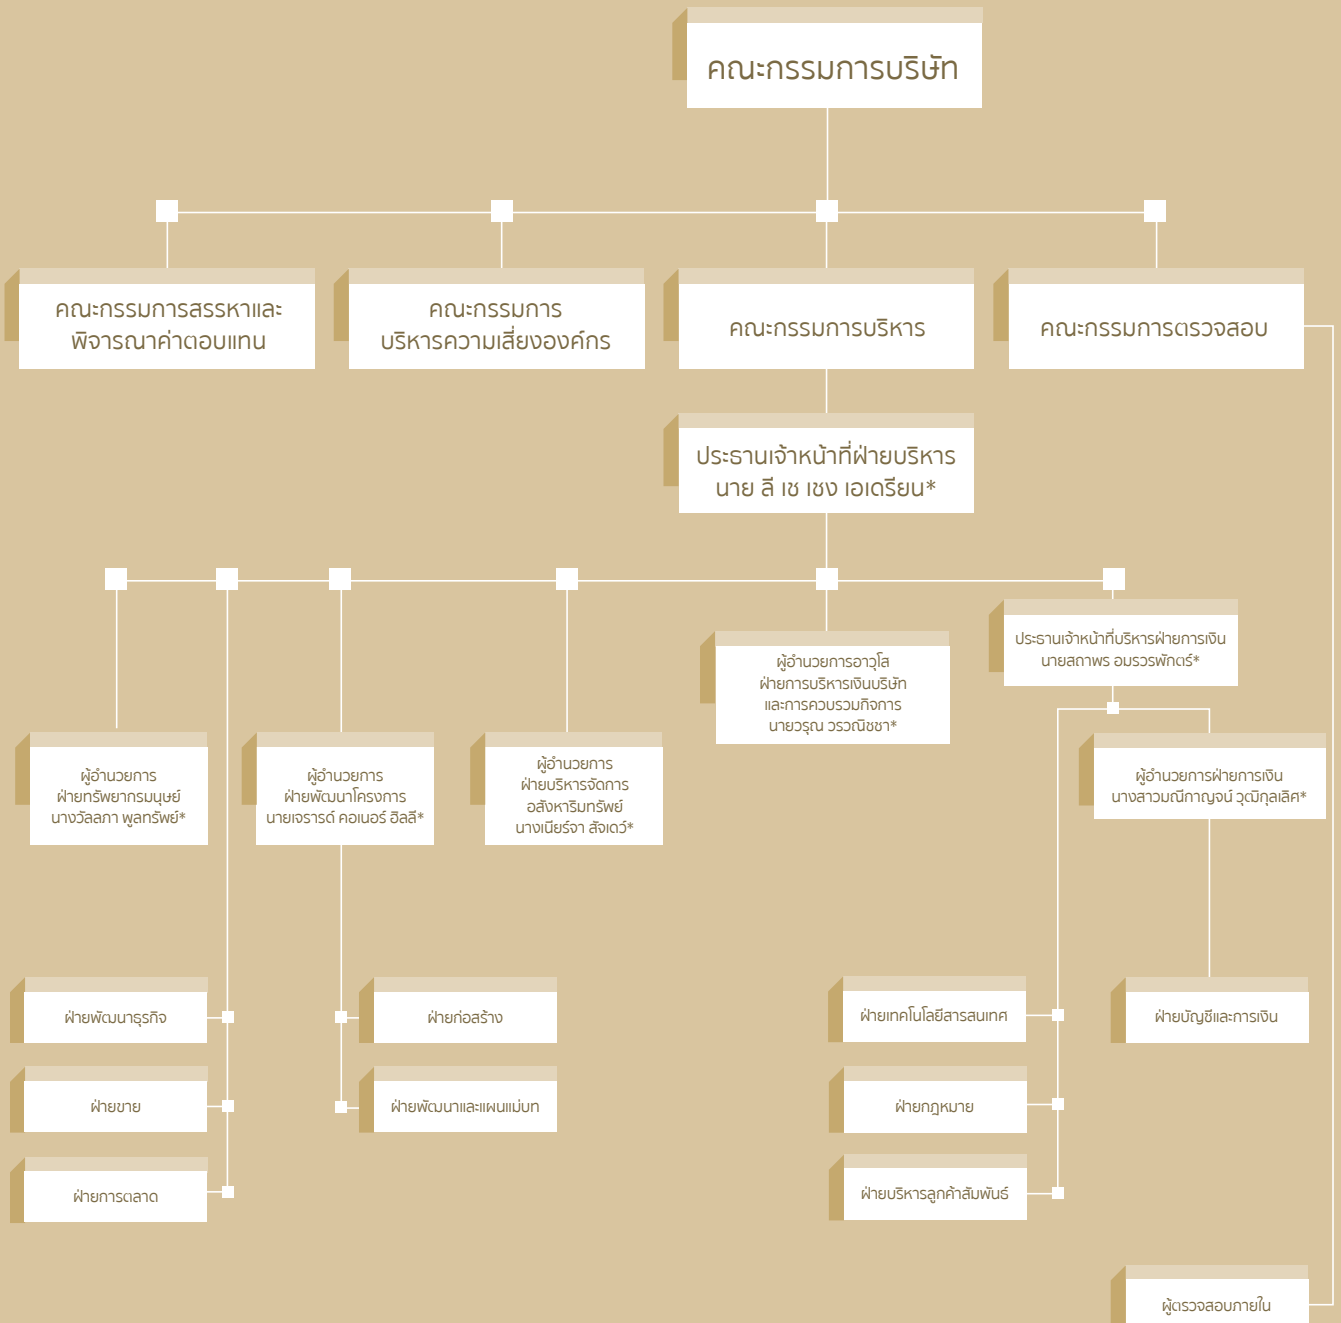 คณะกรรมการบริษัท
คณะกรรมการสรรหาและ
พิจารณาค่าตอบแทน
คณะกรรมการ
บริหารความเสี่ยงองค์กร
คณะกรรมการบริหาร
คณะกรรมการตรวจสอบ
ประธานเจ้าหน้าที่ฝ่ายบริหาร
นาย ลี เช เชง เอเดรียน*
ประธานเจ้าหน้าที่บริหารฝ่ายการเงิน
นายสถาพร อมรวรพักตร์*
ผู้อำนวยการอาวุโส
ฝ่ายการบริหารเงินบริษัท
และการควบรวมกิจการ
นายวรุณ วรวณิชชา*
ผู้อำนวยการ
ฝ่ายทรัพยากรมนุษย์
นางวัลลภา พูลทรัพย์*
ผู้อำนวยการ
ฝ่ายพัฒนาโครงการ
นายเจรารด์ คอเนอร์ ฮิลลี*
ผู้อำนวยการ
ฝ่ายบริหารจัดการ
อสังหาริมทรัพย์
นางเนียร์จา สัจเดว์*
ผู้อำนวยการฝ่ายการเงิน
นางสาวมณีกาญจน์ วุฒิกุลเลิศ*
ฝ่ายพัฒนาธุรกิจ
ฝ่ายก่อสร้าง
ฝ่ายเทคโนโลยีสารสนเทศ
ฝ่ายบัญชีและการเงิน
ฝ่ายขาย
ฝ่ายพัฒนาและแผนแม่บท
ฝ่ายกฎหมาย
ฝ่ายการตลาด
ฝ่ายบริหารลูกค้าสัมพันธ์
ผู้ตรวจสอบภายใน